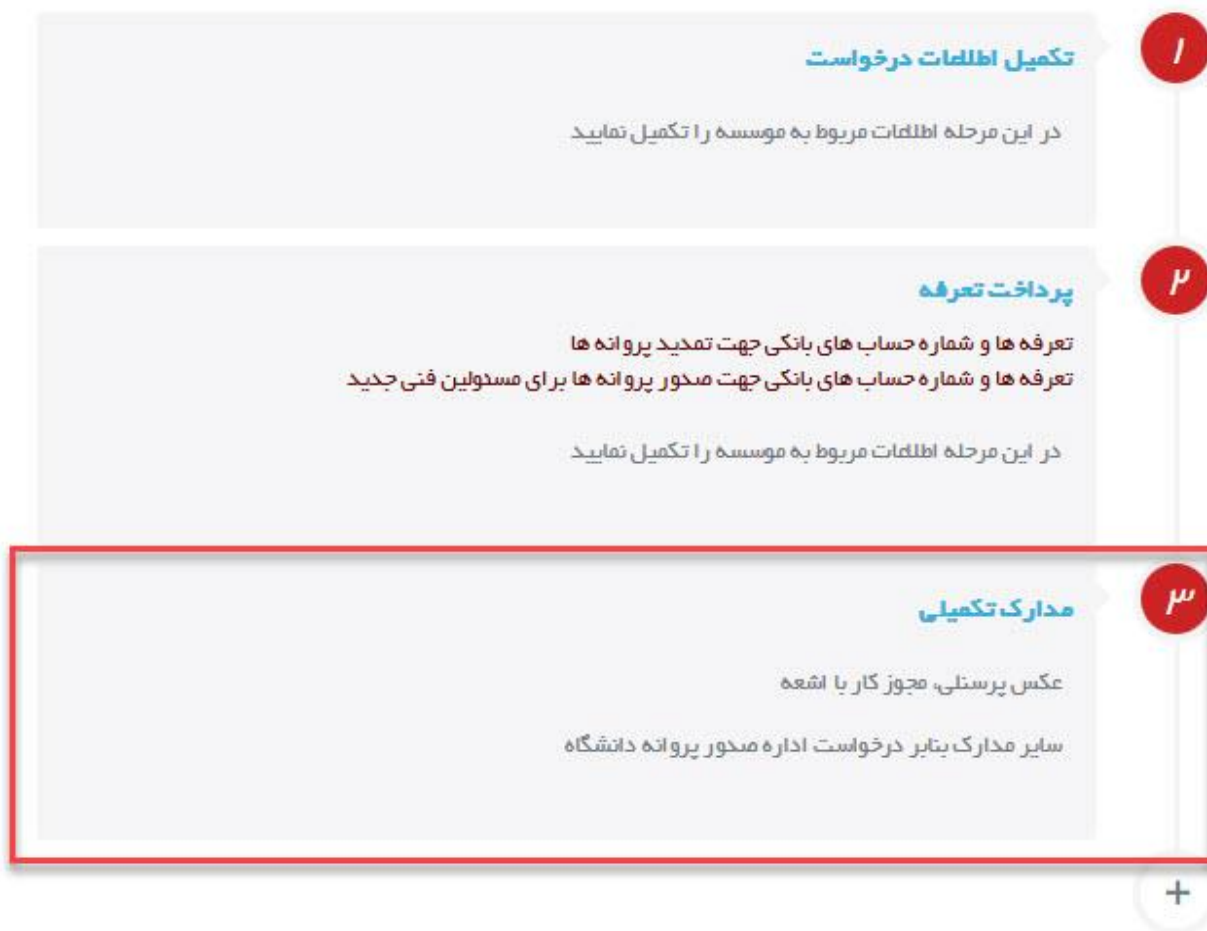 ۱
تکمیل اطلاعات درخواست
در این مرحله اطلاعات مربوط به موسسه را تکمیل نمایید
۲
پرداخت تعرفه
تعرفه ها و شماره حساب های بانکی جهت تمدید پروانه ها
تعرفه ها و شماره حساب های بانکی جهت صدور پروانه ها برای مسئولین فنی جدید
در این مرحله اطلاعات مربوط به موسسه را تکمیل نمایید
۳
مدارک تکمیلی
عکس پرسنلی، مجوز کار با اشعه
سایر مدارک بنابر درخواست اداره صدور پروانه دانشگاه
+